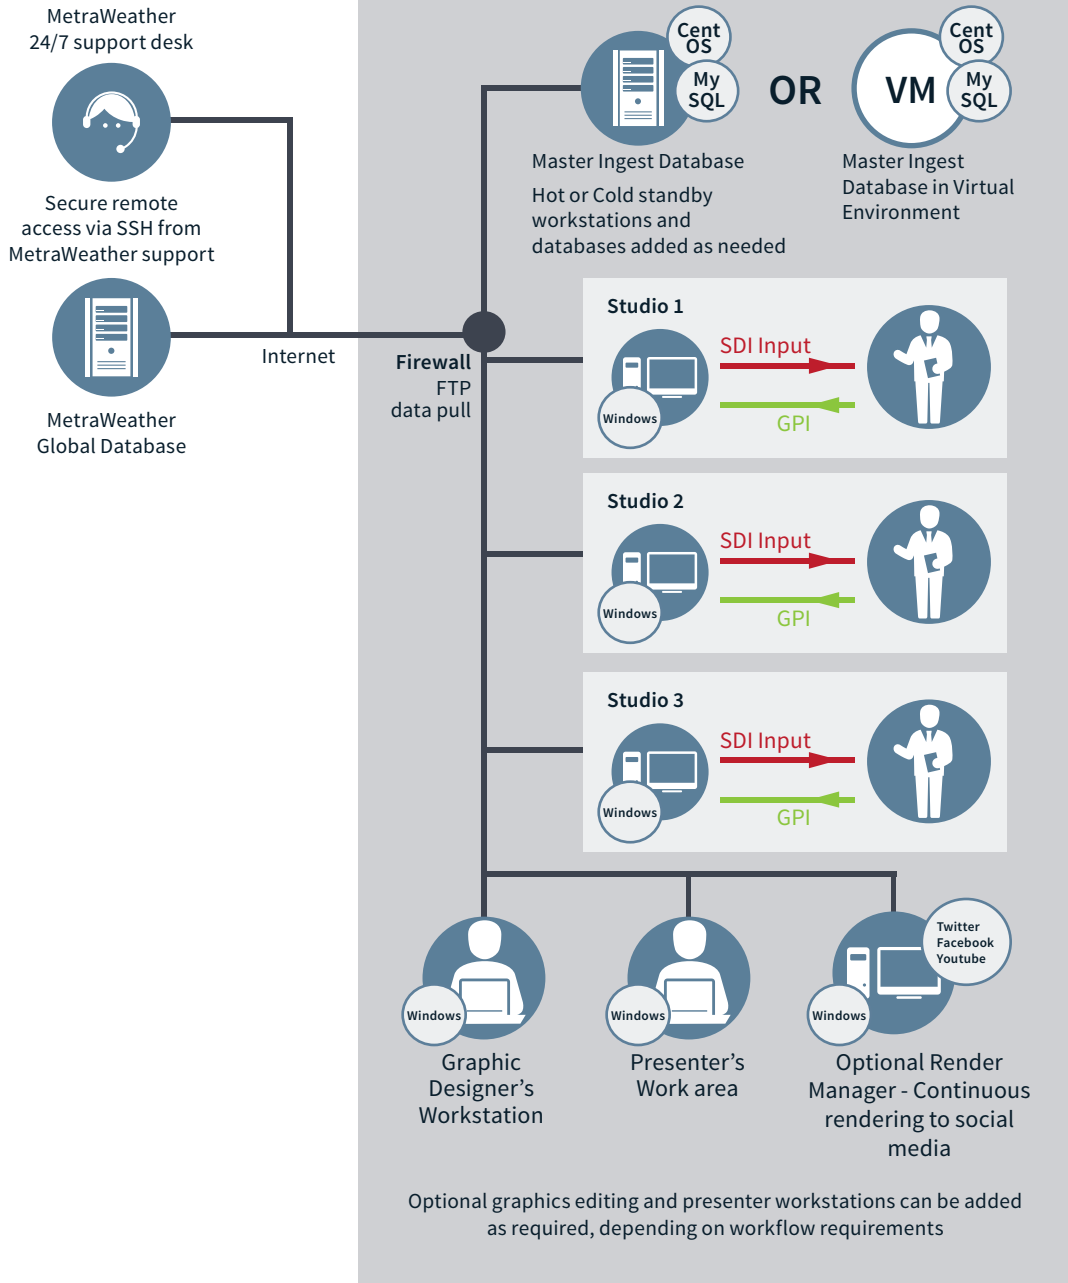 MetraWeather
24/7 support desk
Secure remote
access via SSH from
MetraWeather support
MetraWeather
Global Database
Internet
Firewall
FTP
data pull
Cent
OS
My
SQL
Master Ingest Database
Hot or Cold standby
workstations and
databases added as needed
OR
VM
Cent
OS
My
SQL
Master Ingest
Database in Virtual
Environment
Studio 1
Windows
SDI Input
GPI
Studio 2
Windows
SDI Input
GPI
Studio 3
Windows
SDI Input
GPI
Windows
Graphic
Designer’s
Workstation
Windows
Presenter’s
Work area
Twitter
Facebook
Youtube
Windows
Optional Render
Manager - Continuous
rendering to social
media
Optional graphics editing and presenter workstations can be added
as required, depending on workflow requirements